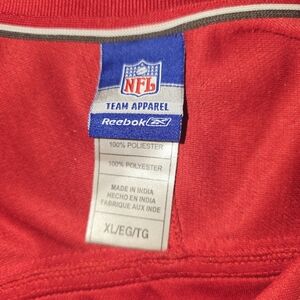 NFL
TEAM APPAREL
Reebok
100% POLIESTER
100% POLYESTER
MADE IN INDIA
HECHO EN INDIA
FABRIQUE AUX INDE
XL/EG/TG